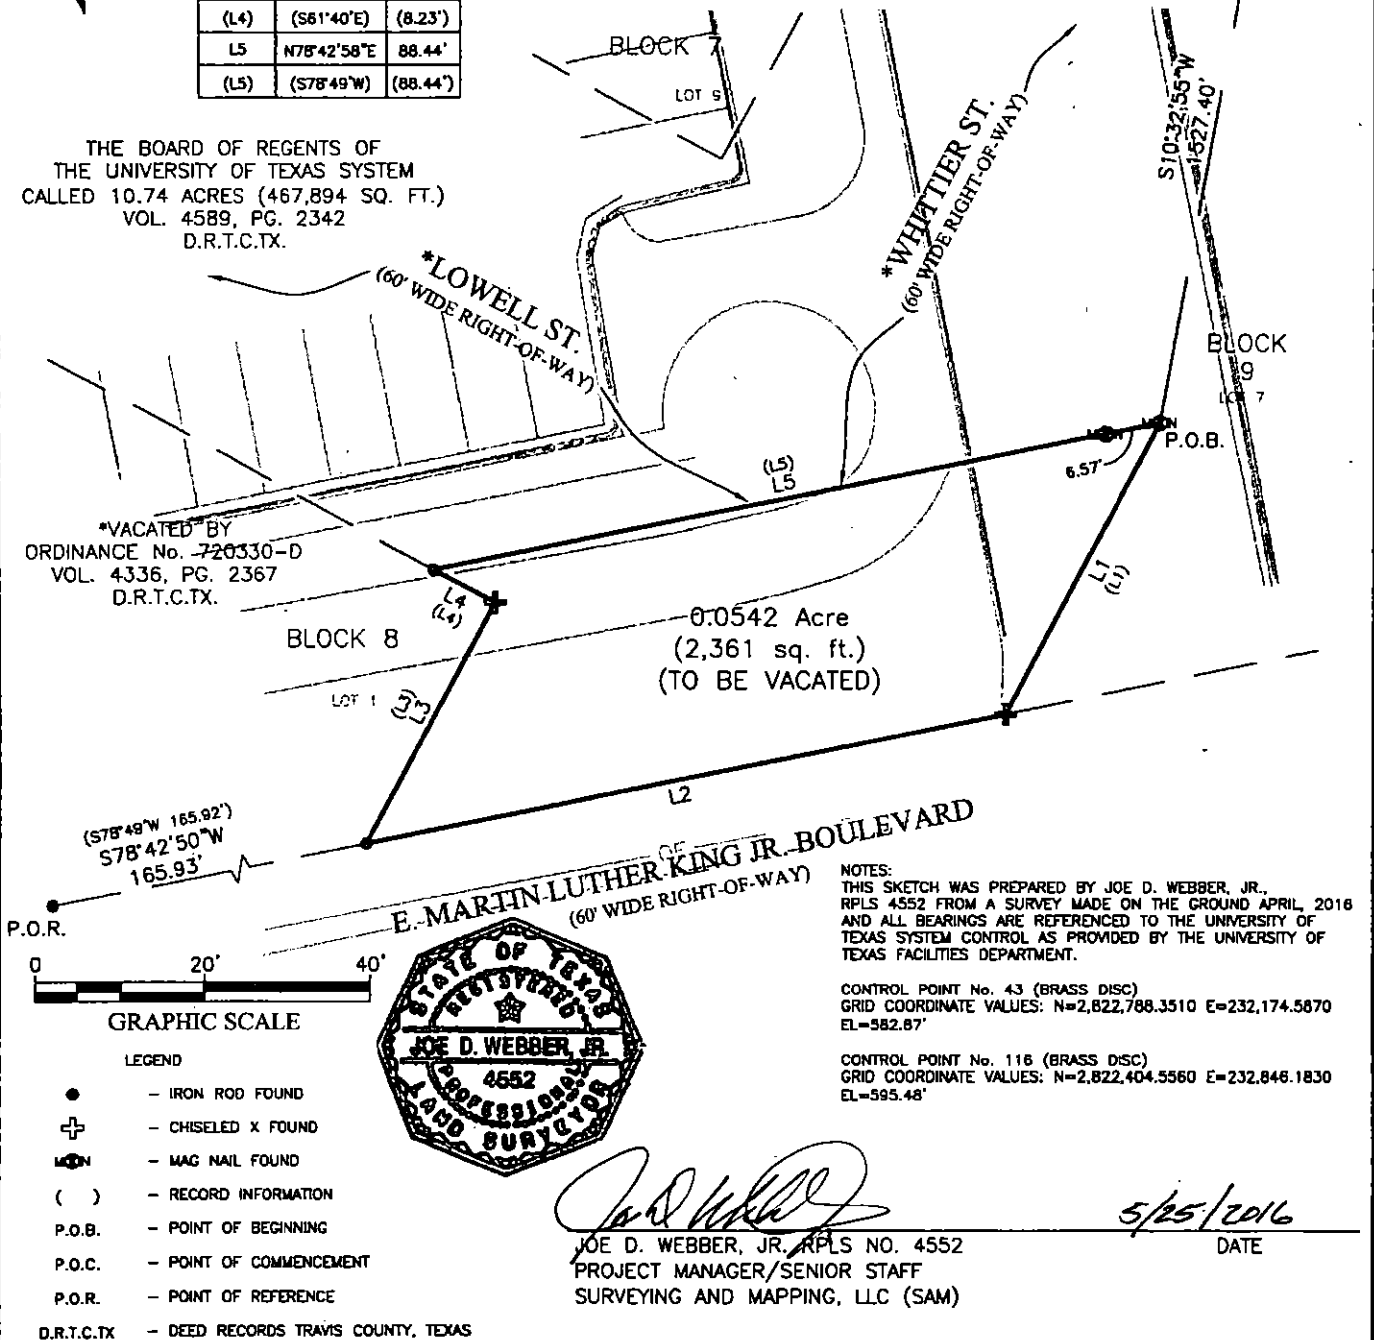 (L4) (S61°40'E) (8.23')
L5 N78°42'58"E 88.44'
(L5) (S78°49'W) (88.44')
THE BOARD OF REGENTS OF
THE UNIVERSITY OF TEXAS SYSTEM
CALLED 10.74 ACRES (467,894 SQ. FT.)
VOL. 4589, PG. 2342
D.R.T.C.TX.
BLOCK 7
LOT 5
*WHITTIER ST.
(60' WIDE RIGHT-OF-WAY)
S10°32'55"W
1527.40'
*LOWELL ST.
(60' WIDE RIGHT-OF-WAY)
BLOCK
9
LOT 7
P.O.B.
6.57'
(L5)
L5
*VACATED BY
ORDINANCE No. 720330-D
VOL. 4336, PG. 2367
D.R.T.C.TX.
L4
(L4)
L1
(L1)
BLOCK 8
LOT 1
(L3)
L3
0.0542 Acre
(2,361 sq. ft.)
(TO BE VACATED)
L2
(S78°49'W 165.92')
S78°42'50"W
165.93'
P.O.R.
OF
E. MARTIN LUTHER KING JR. BOULEVARD
(60' WIDE RIGHT-OF-WAY)
0 20' 40'
GRAPHIC SCALE
LEGEND
– IRON ROD FOUND
– CHISELED X FOUND
– MAG NAIL FOUND
( ) – RECORD INFORMATION
P.O.B. – POINT OF BEGINNING
P.O.C. – POINT OF COMMENCEMENT
P.O.R. – POINT OF REFERENCE
D.R.T.C.TX – DEED RECORDS TRAVIS COUNTY, TEXAS
STATE OF TEXAS
REGISTERED
JOE D. WEBBER, JR.
4552
PROFESSIONAL
LAND SURVEYOR
NOTES:
THIS SKETCH WAS PREPARED BY JOE D. WEBBER, JR.,
RPLS 4552 FROM A SURVEY MADE ON THE GROUND APRIL, 2016
AND ALL BEARINGS ARE REFERENCED TO THE UNIVERSITY OF
TEXAS SYSTEM CONTROL AS PROVIDED BY THE UNIVERSITY OF
TEXAS FACILITIES DEPARTMENT.
CONTROL POINT No. 43 (BRASS DISC)
GRID COORDINATE VALUES: N=2,822,788.3510 E=232,174.5870
EL=582.87'
CONTROL POINT No. 116 (BRASS DISC)
GRID COORDINATE VALUES: N=2,822,404.5560 E=232,846.1830
EL=595.48'
5/25/2016
JOE D. WEBBER, JR. RPLS NO. 4552
DATE
PROJECT MANAGER/SENIOR STAFF
SURVEYING AND MAPPING, LLC (SAM)